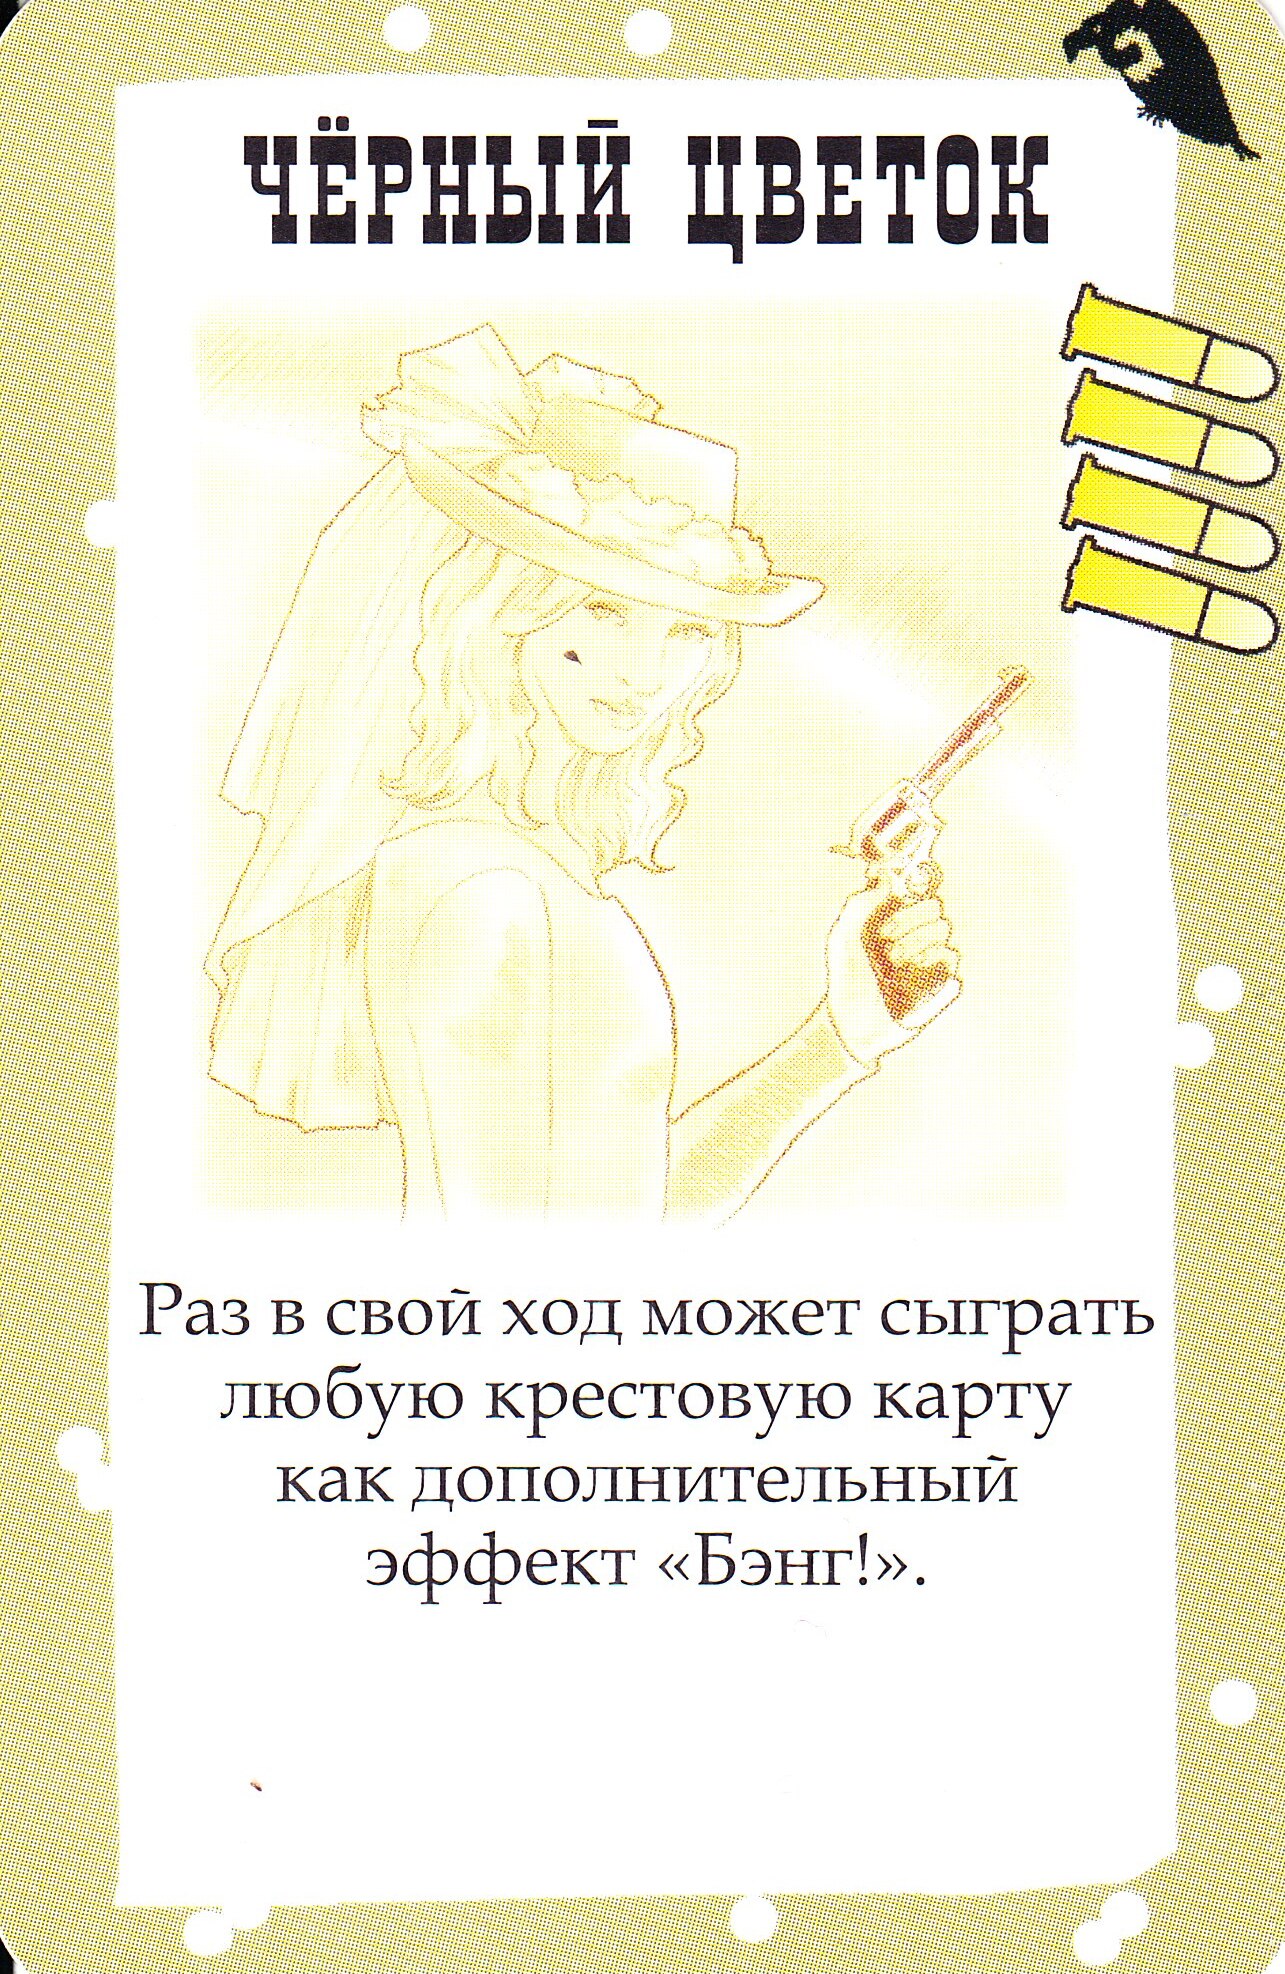 ЧЁРНЫЙ ЦВЕТОК
Раз в свой ход может сыграть
любую крестовую карту
как дополнительный
эффект «Бэнг!».